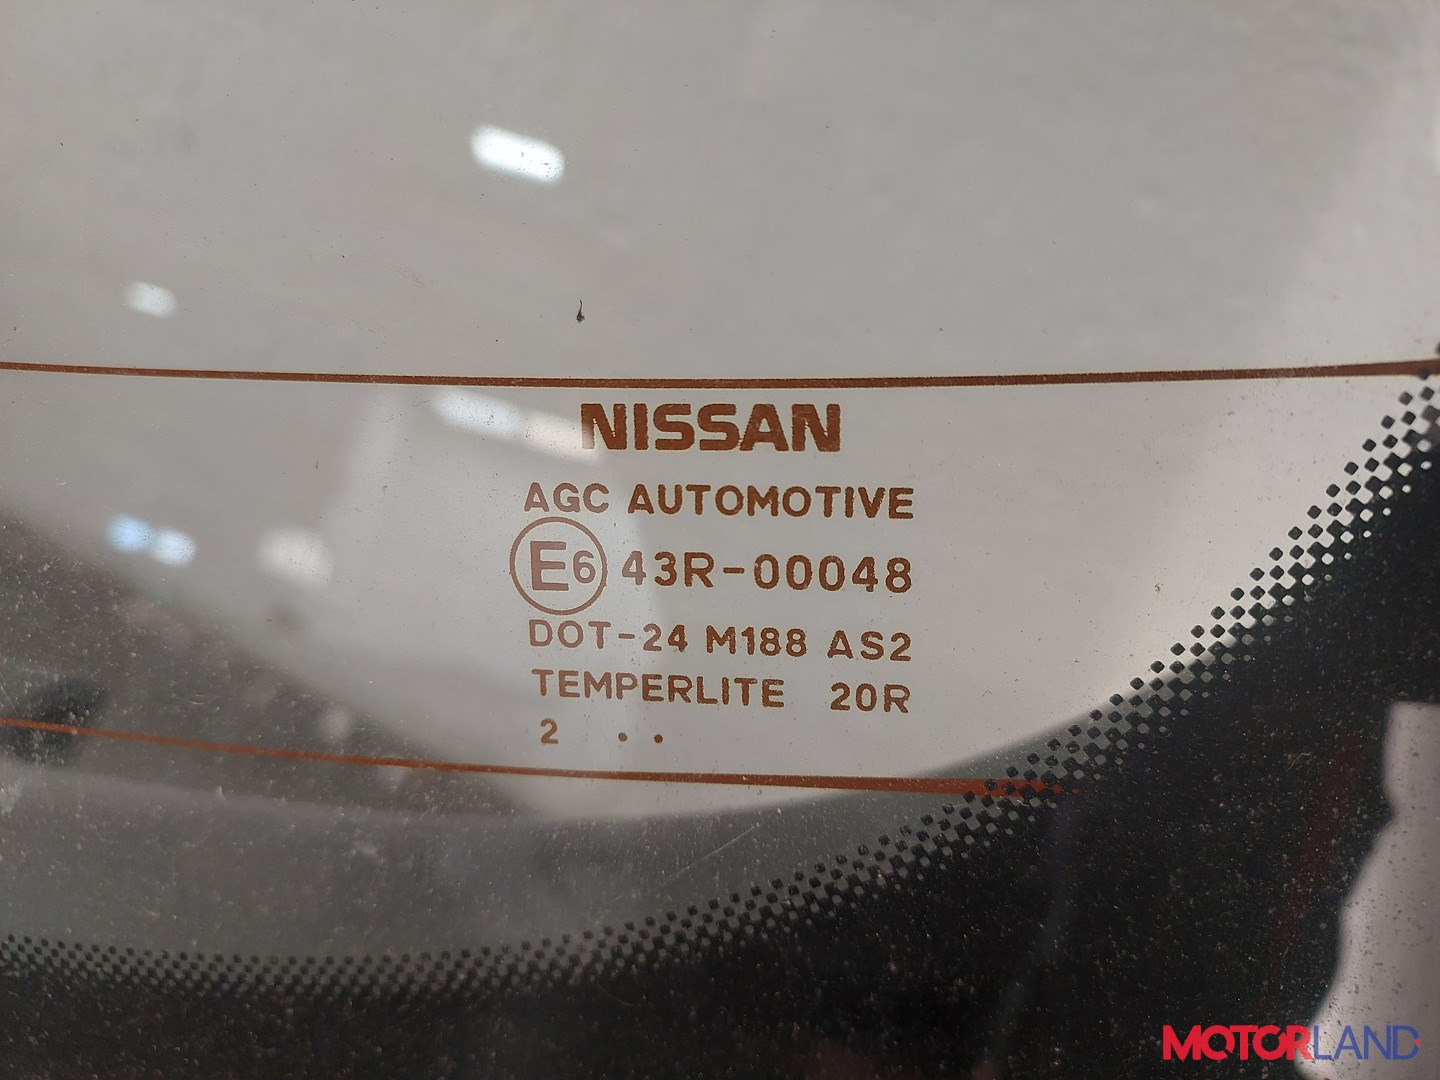 NISSAN
AGC AUTOMOTIVE
E6 43R-00048
DOT-24 M188 AS2
TEMPERLITE 20R
2 . .
MOTORLAND